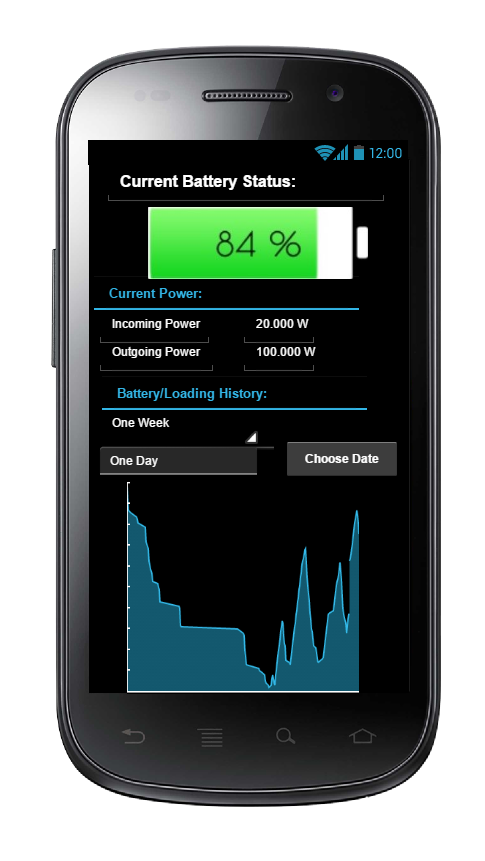 12:00
Current Battery Status:
84 %
Current Power:
Incoming Power 20.000 W
Outgoing Power 100.000 W
Battery/Loading History:
One Week
One Day Choose Date